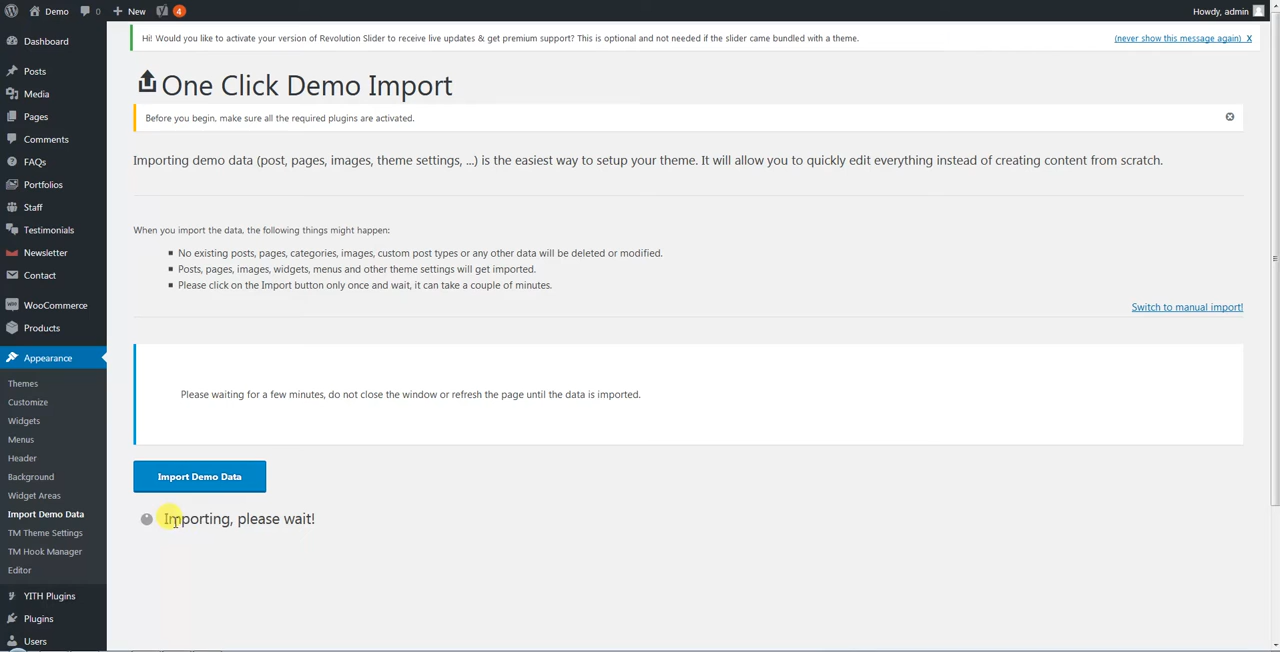 Demo 0 New 4 Howdy, admin
Hi! Would you like to activate your version of Revolution Slider to receive live updates & get premium support? This is optional and not needed if the slider came bundled with a theme. (never show this message again) X
Dashboard
Posts
Media
Pages
Comments
FAQs
Portfolios
Staff
Testimonials
Newsletter
Contact
WooCommerce
Products
Appearance
Themes
Customize
Widgets
Menus
Header
Background
Widget Areas
Import Demo Data
TM Theme Settings
TM Hook Manager
Editor
YITH Plugins
Plugins
Users
One Click Demo Import
Before you begin, make sure all the required plugins are activated.
Importing demo data (post, pages, images, theme settings, ...) is the easiest way to setup your theme. It will allow you to quickly edit everything instead of creating content from scratch.
When you import the data, the following things might happen:
No existing posts, pages, categories, images, custom post types or any other data will be deleted or modified.
Posts, pages, images, widgets, menus and other theme settings will get imported.
Please click on the Import button only once and wait, it can take a couple of minutes.
Switch to manual import!
Please waiting for a few minutes, do not close the window or refresh the page until the data is imported.
Import Demo Data
Importing, please wait!